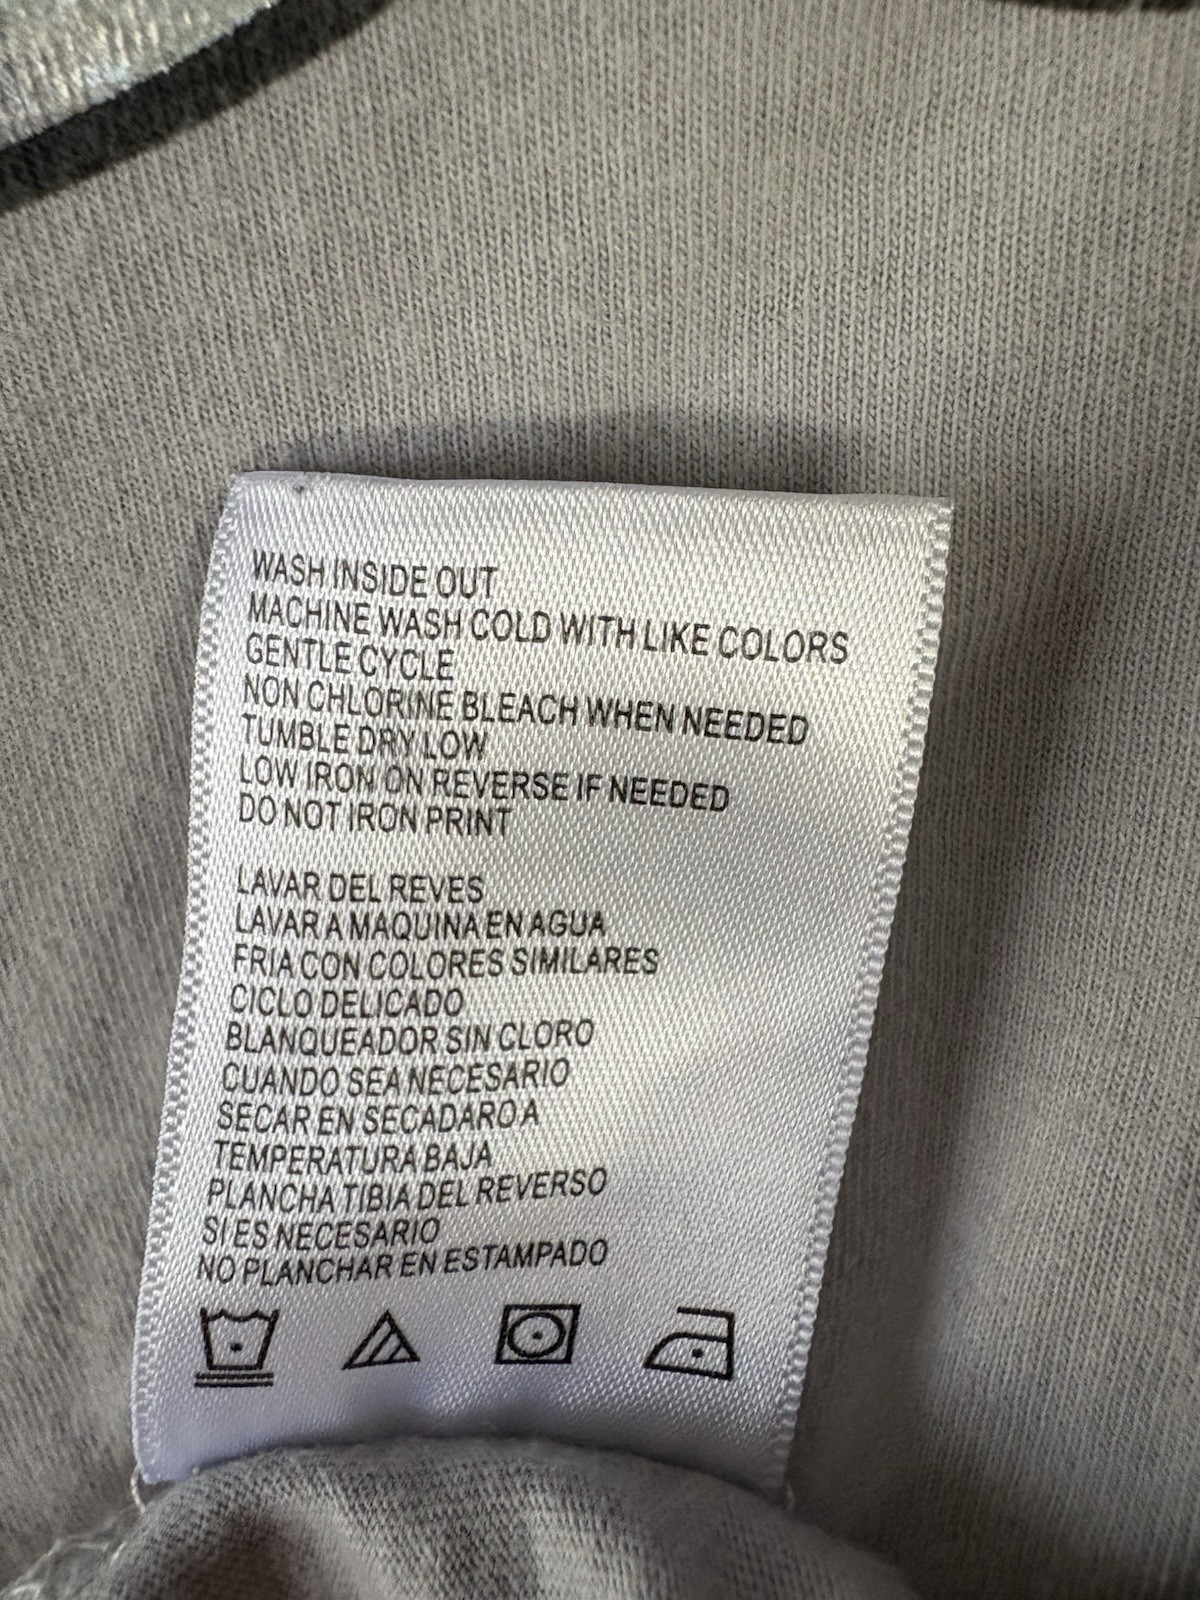 WASH INSIDE OUT
MACHINE WASH COLD WITH LIKE COLORS
GENTLE CYCLE
NON CHLORINE BLEACH WHEN NEEDED
TUMBLE DRY LOW
LOW IRON ON REVERSE IF NEEDED
DO NOT IRON PRINT
LAVAR DEL REVES
LAVAR A MAQUINA EN AGUA
FRIA CON COLORES SIMILARES
CICLO DELICADO
BLANQUEADOR SIN CLORO
CUANDO SEA NECESARIO
SECAR EN SECADARO A
TEMPERATURA BAJA
PLANCHA TIBIA DEL REVERSO
SI ES NECESARIO
NO PLANCHAR EN ESTAMPADO